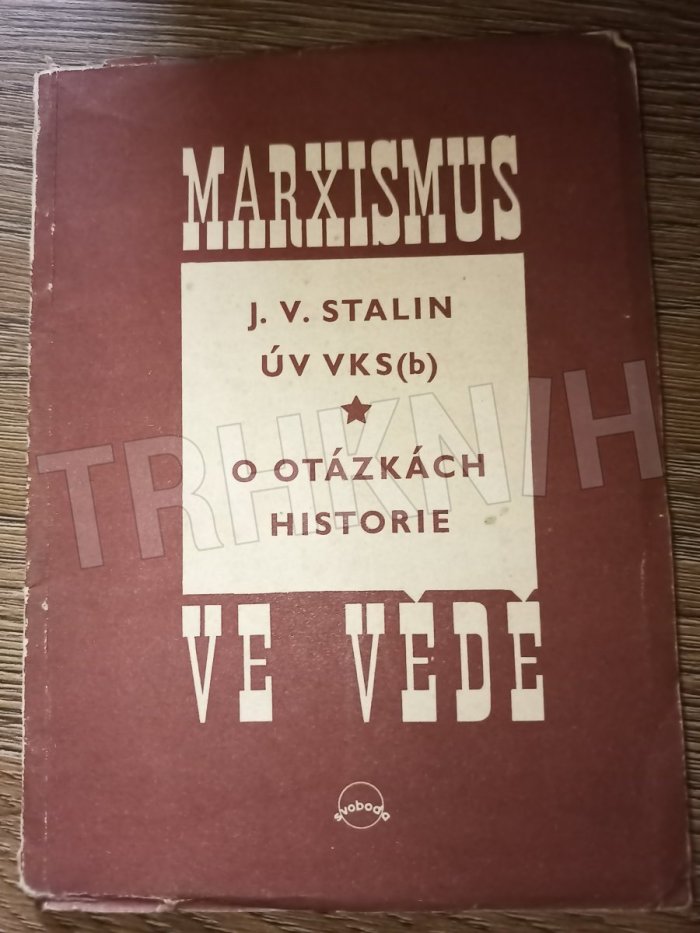 MARXISMUS
J. V. STALIN
ÚV VKS(b)
O OTÁZKÁCH
HISTORIE
VE VĚDĚ
svoboda
TRHKNIH